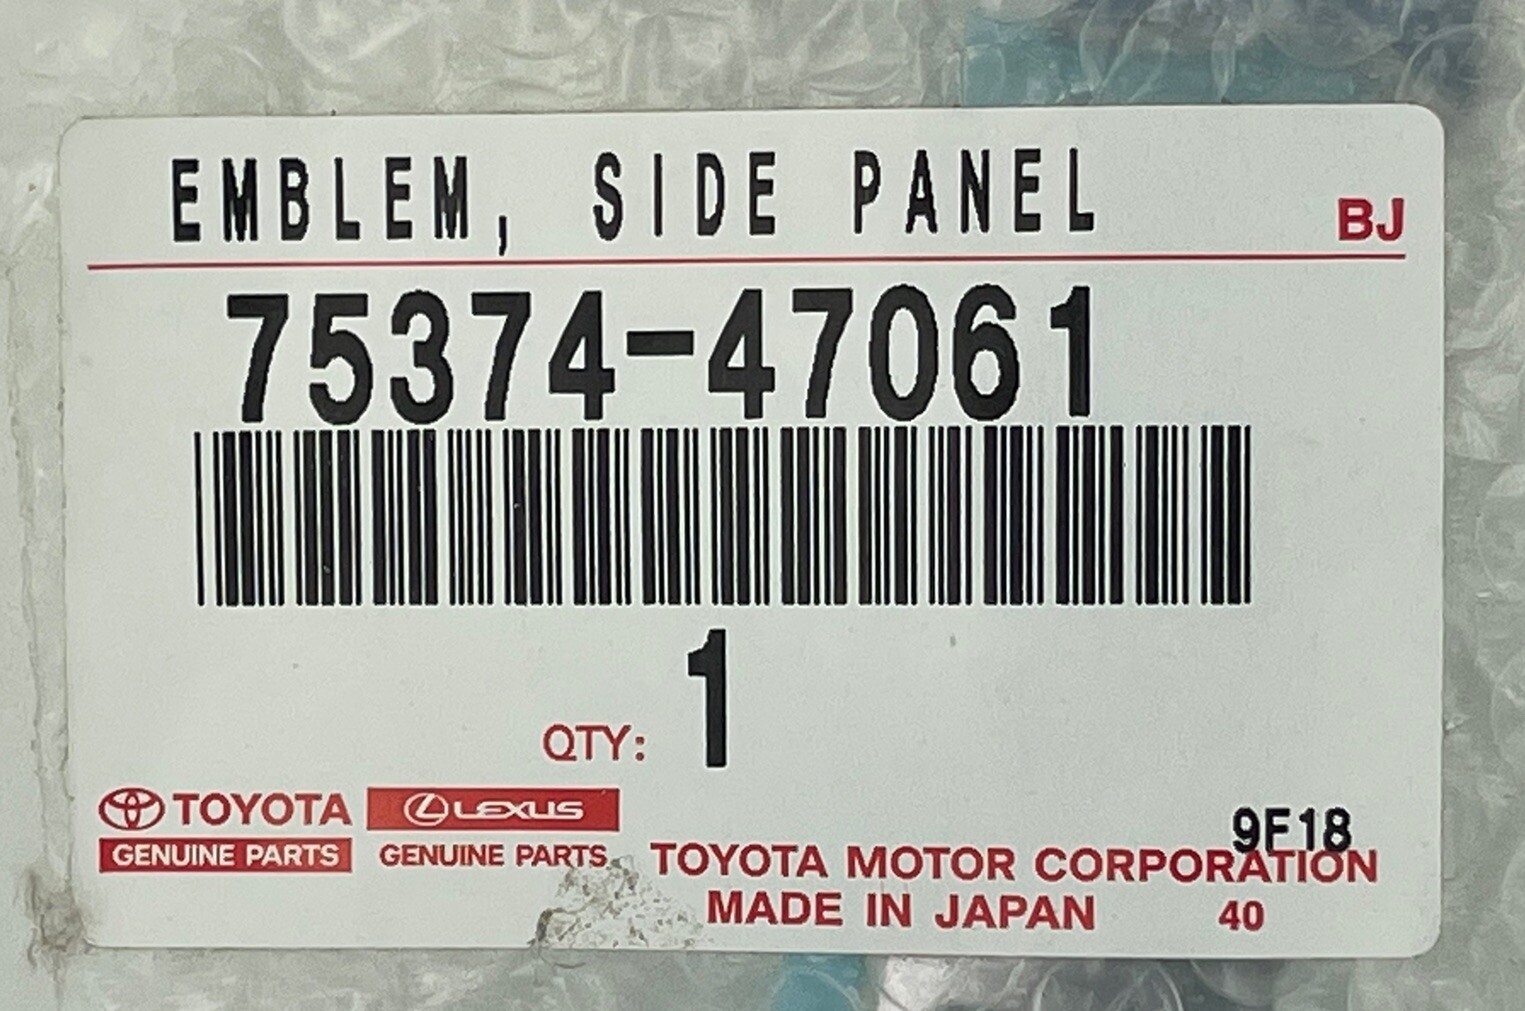 EMBLEM, SIDE PANEL
BJ
75374-47061
QTY: 1
TOYOTA
GENUINE PARTS
LEXUS
GENUINE PARTS
9F18
TOYOTA MOTOR CORPORATION
MADE IN JAPAN 40